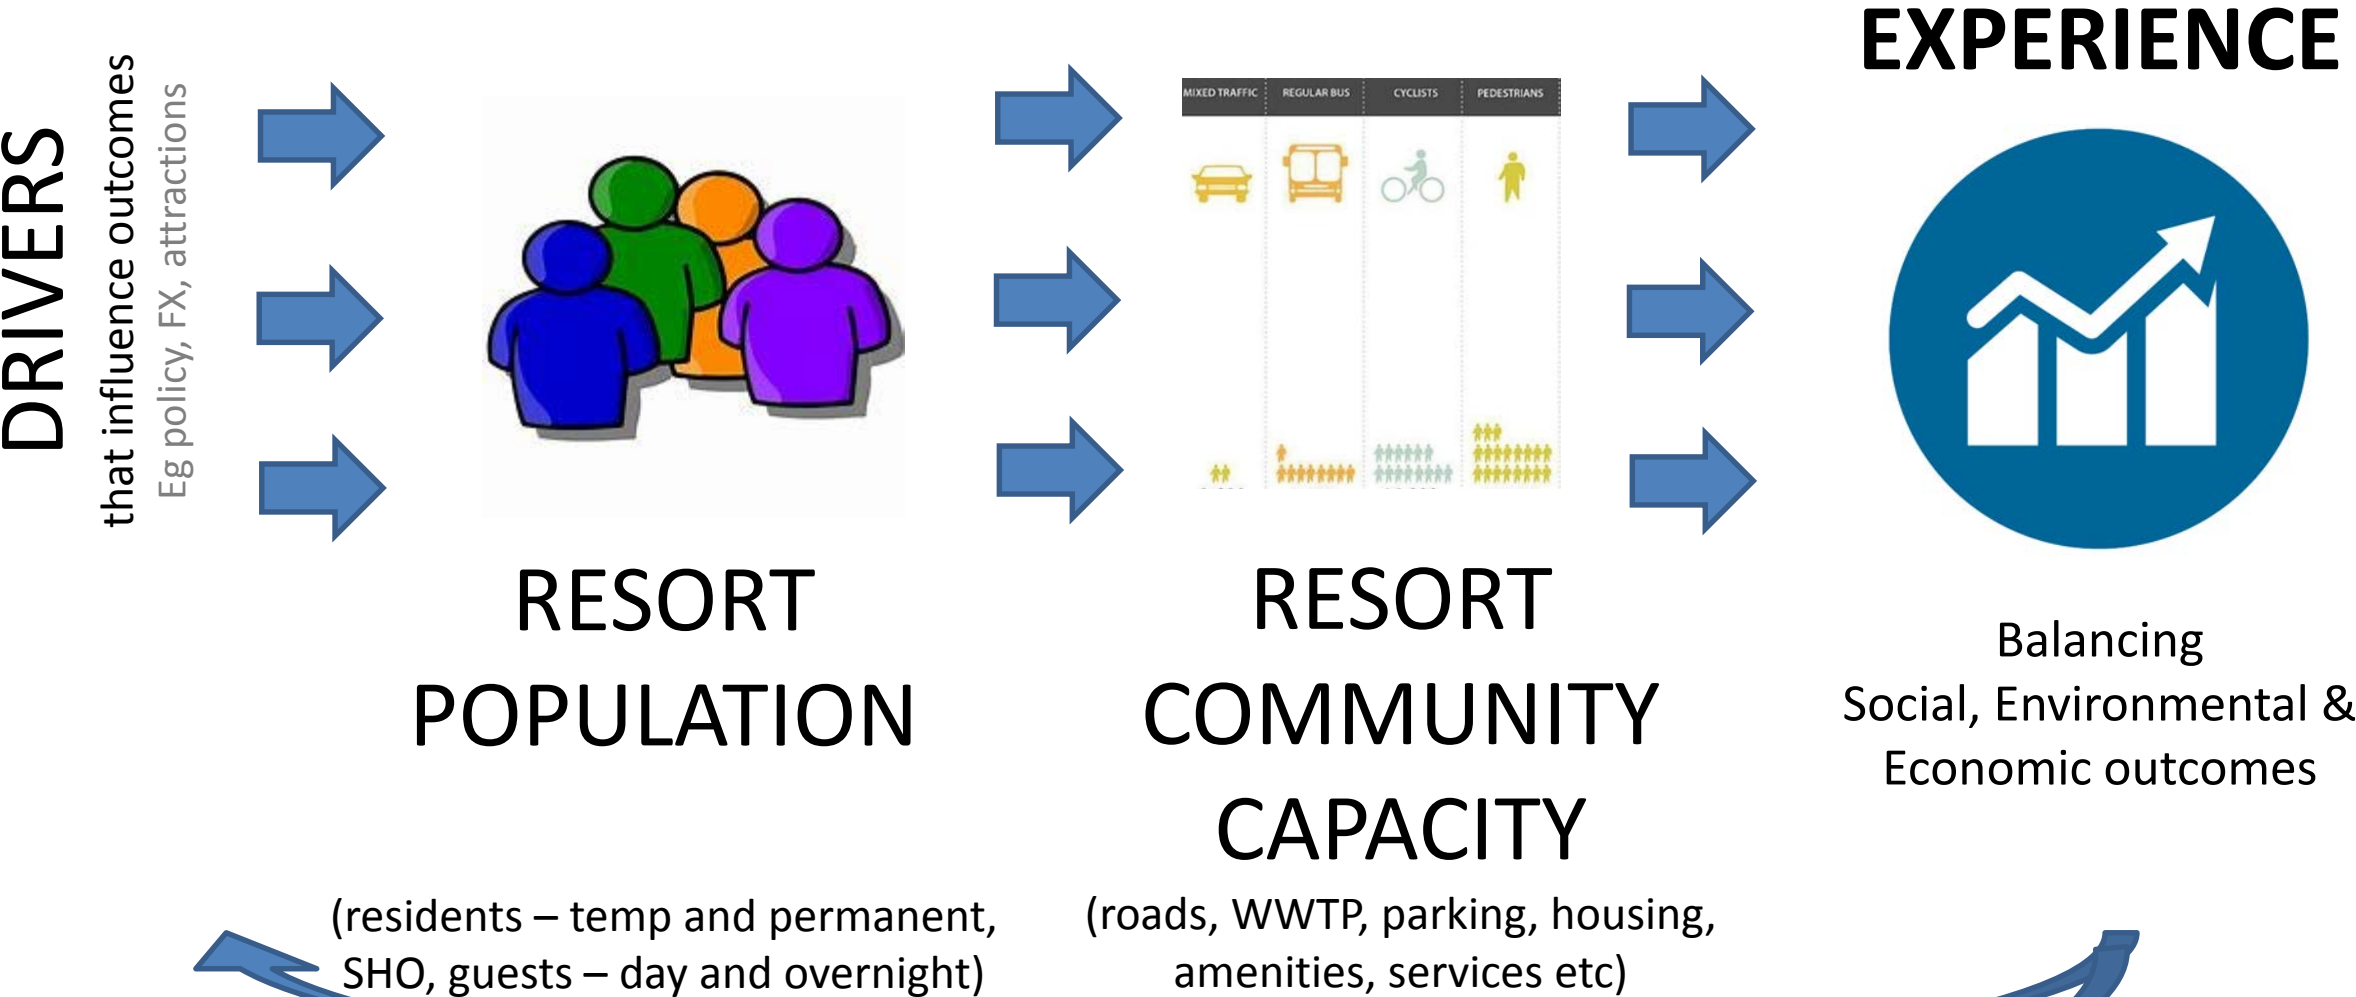 DRIVERS
that influence outcomes
Eg policy, FX, attractions
RESORT
POPULATION
(residents – temp and permanent,
SHO, guests – day and overnight)
MIXED TRAFFIC REGULAR BUS CYCLISTS PEDESTRIANS
RESORT
COMMUNITY
CAPACITY
(roads, WWTP, parking, housing,
amenities, services etc)
EXPERIENCE
Balancing
Social, Environmental &
Economic outcomes